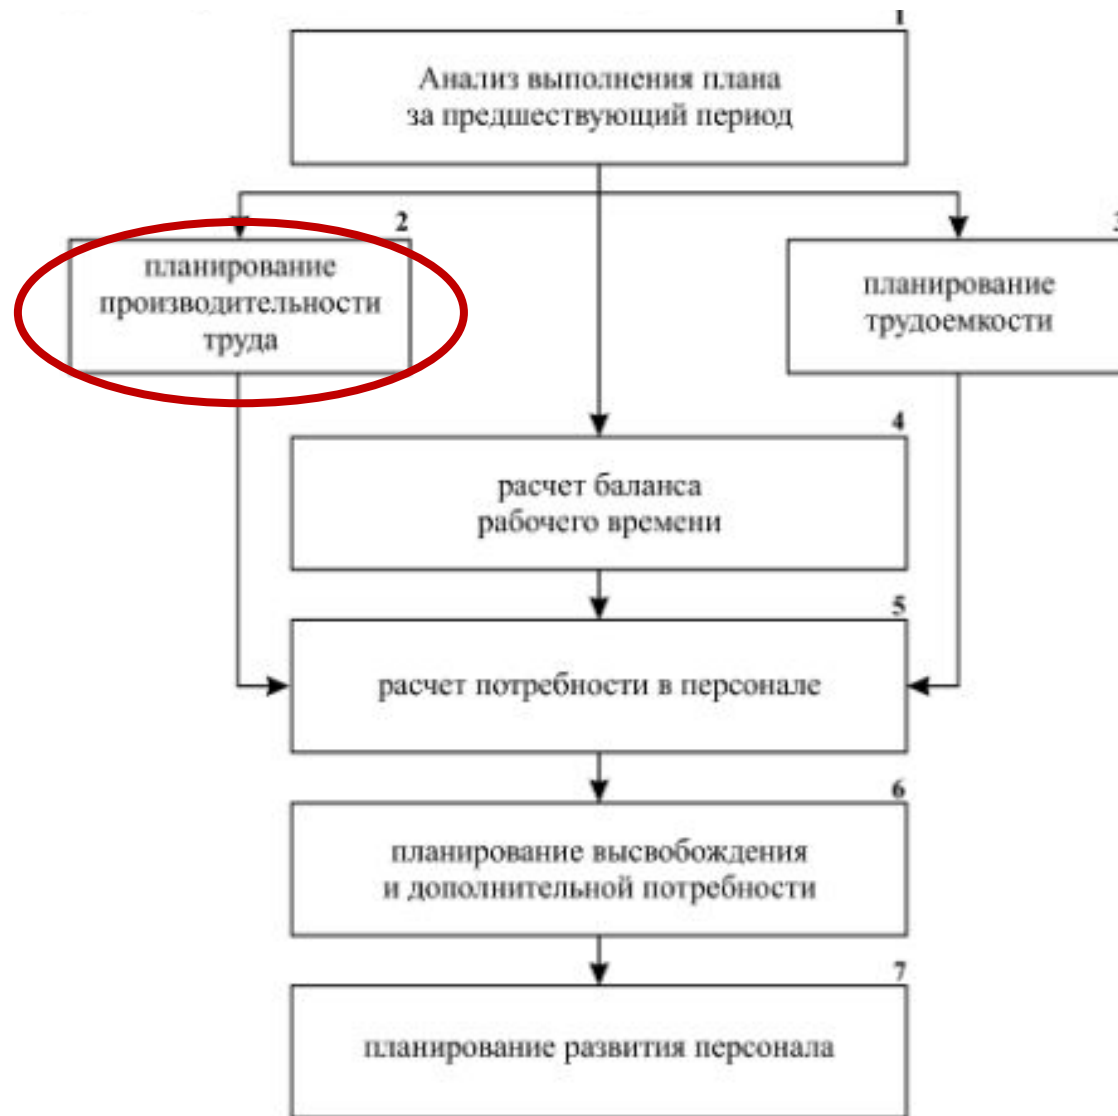 1
Анализ выполнения плана
за предшествующий период
2
планирование
производительности
труда
3
планирование
трудоемкости
4
расчет баланса
рабочего времени
5
расчет потребности в персонале
6
планирование высвобождения
и дополнительной потребности
7
планирование развития персонала